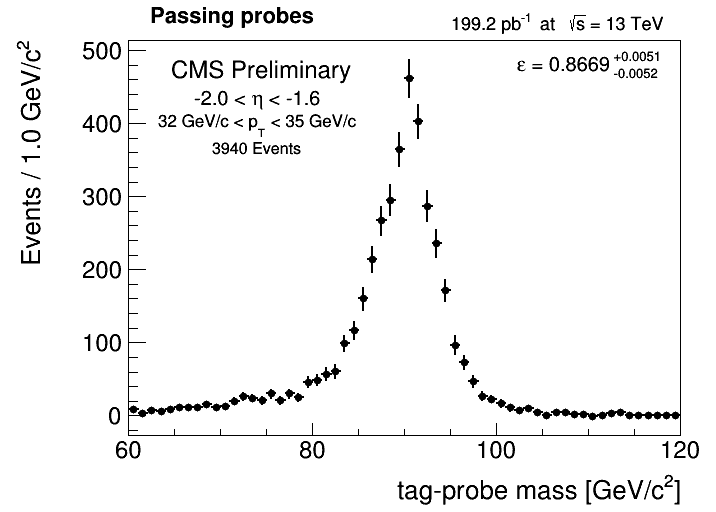 Passing probes
199.2 pb⁻¹ at √s = 13 TeV
CMS Preliminary
-2.0 < η < -1.6
32 GeV/c < p_T < 35 GeV/c
3940 Events
ε = 0.8669 +0.0051 -0.0052
Events / 1.0 GeV/c²
500
400
300
200
100
0
60 80 100 120
tag-probe mass [GeV/c²]